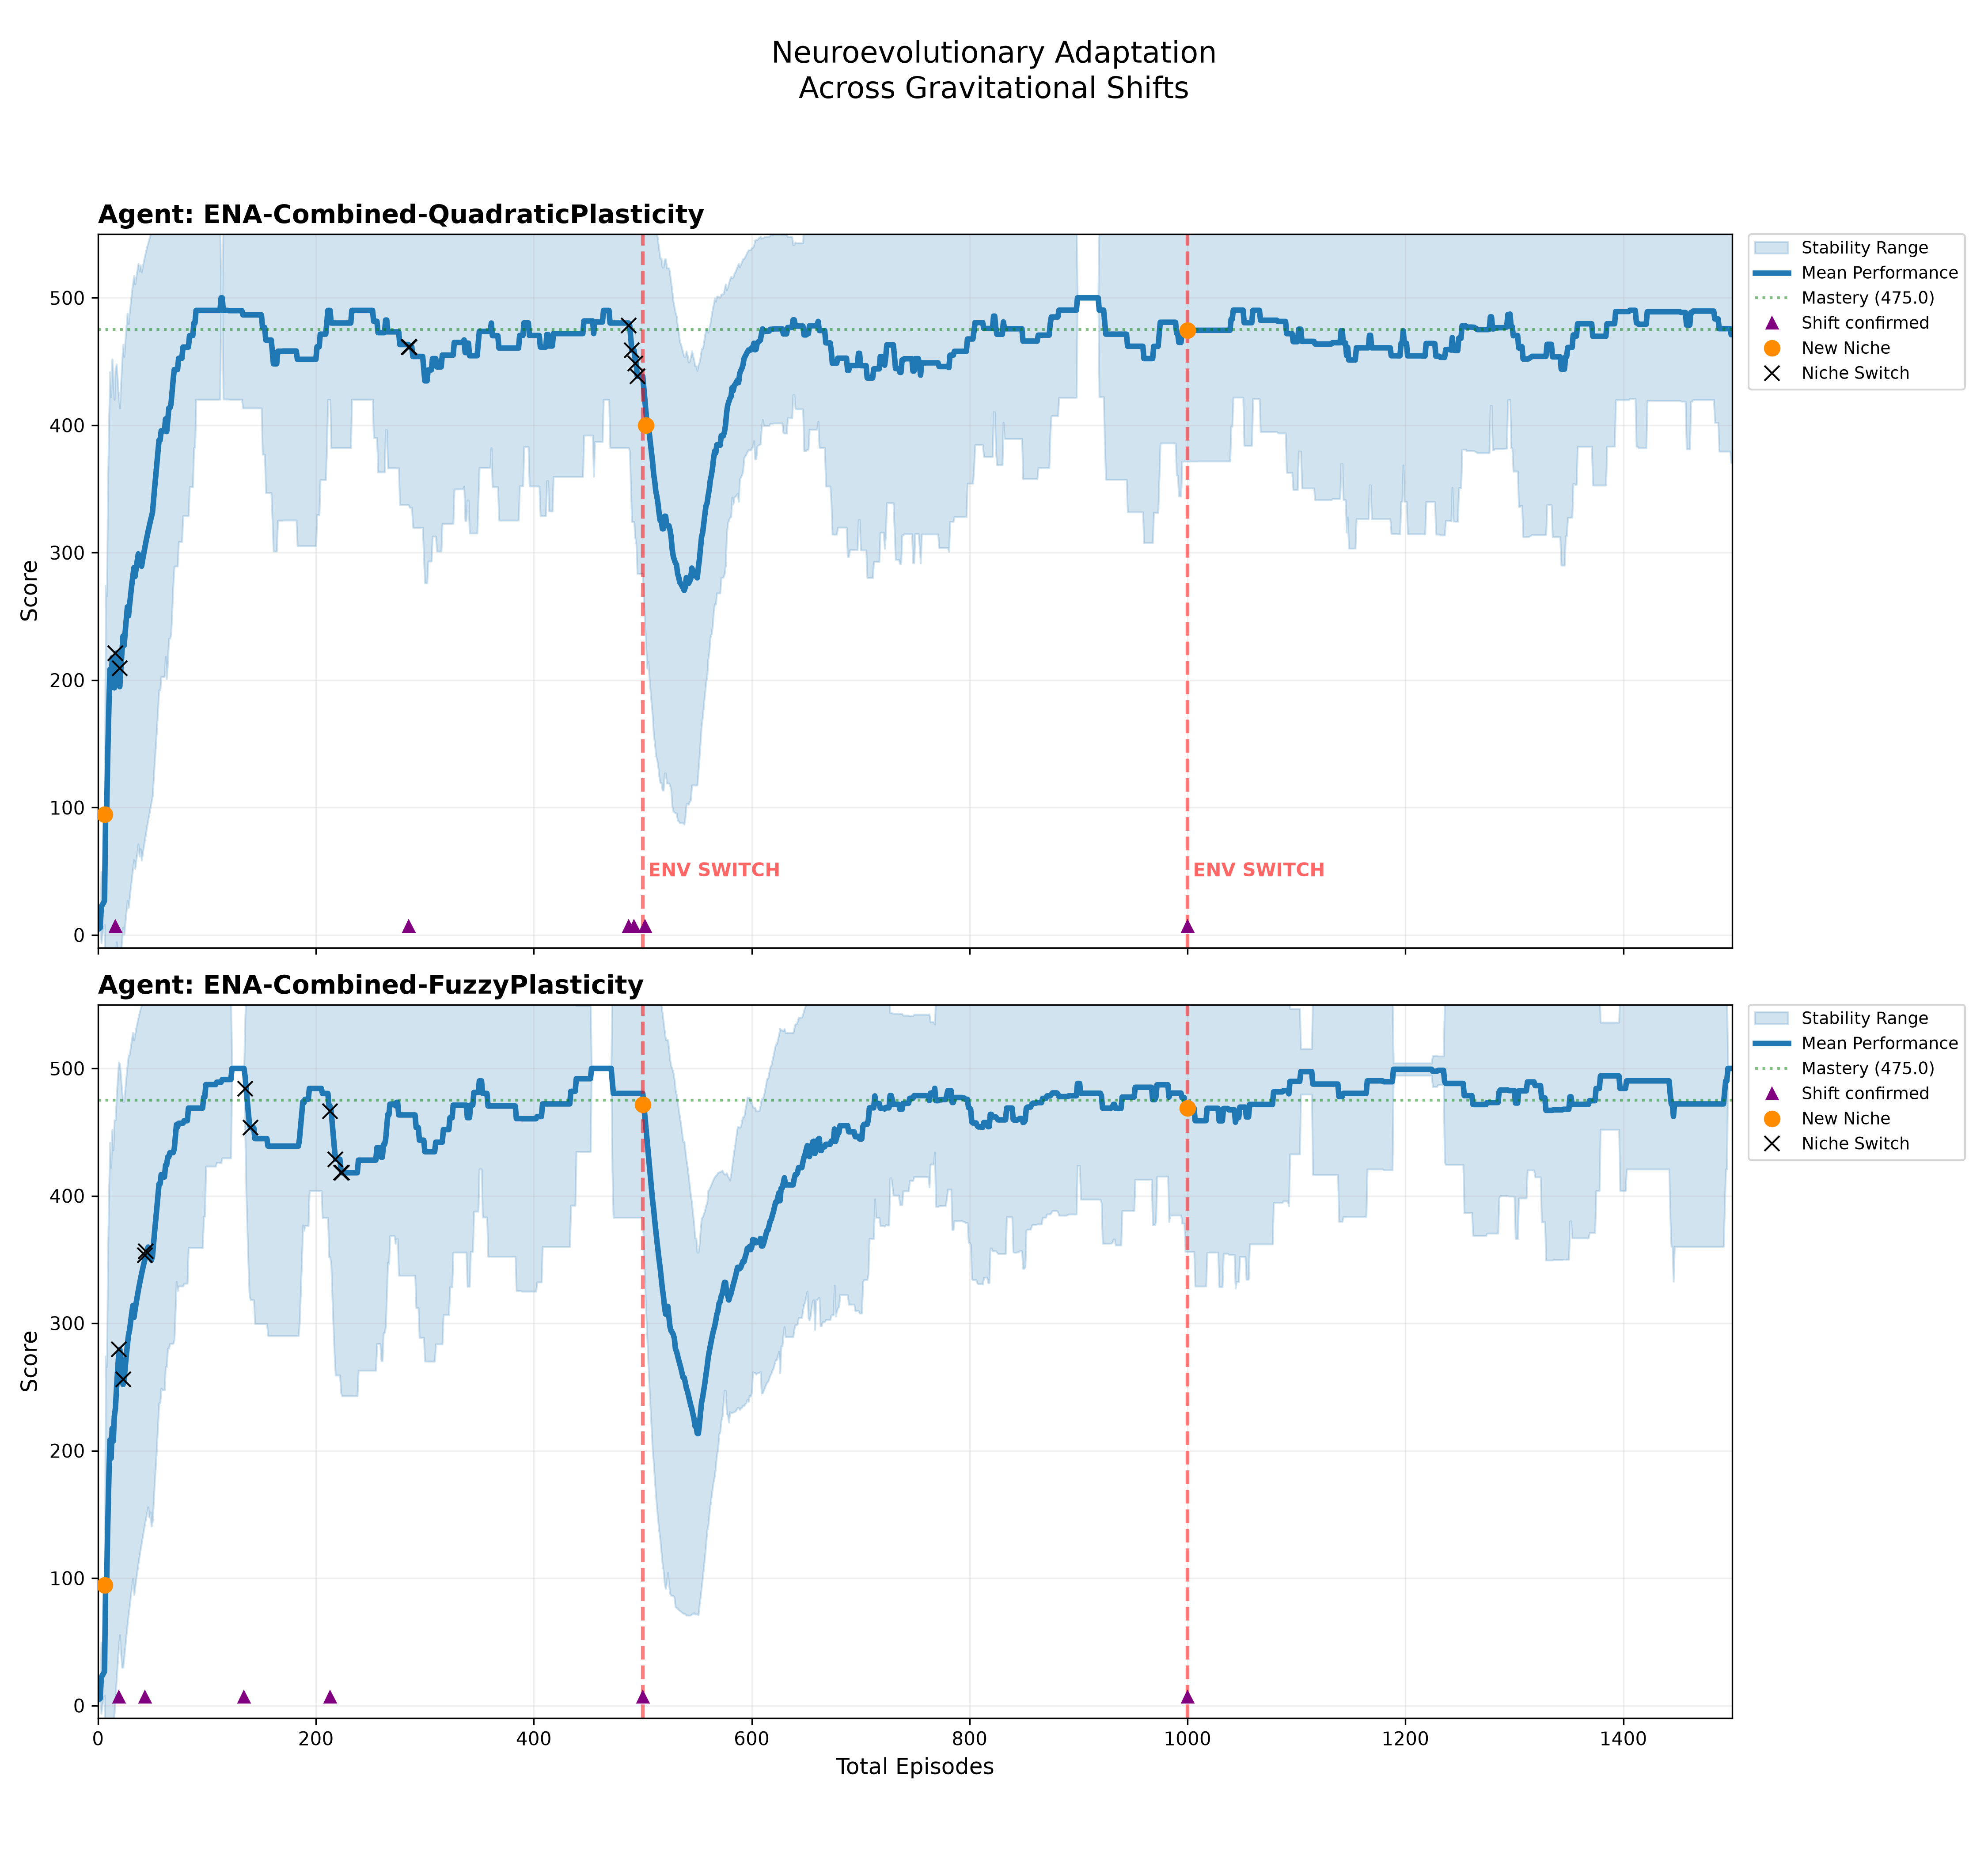 Neuroevolutionary Adaptation
Across Gravitational Shifts
Agent: ENA-Combined-QuadraticPlasticity
Score
500
400
300
200
100
0
ENV SWITCH
ENV SWITCH
Stability Range
Mean Performance
Mastery (475.0)
Shift confirmed
New Niche
Niche Switch
Agent: ENA-Combined-FuzzyPlasticity
Score
500
400
300
200
100
0
Stability Range
Mean Performance
Mastery (475.0)
Shift confirmed
New Niche
Niche Switch
0 200 400 600 800 1000 1200 1400
Total Episodes